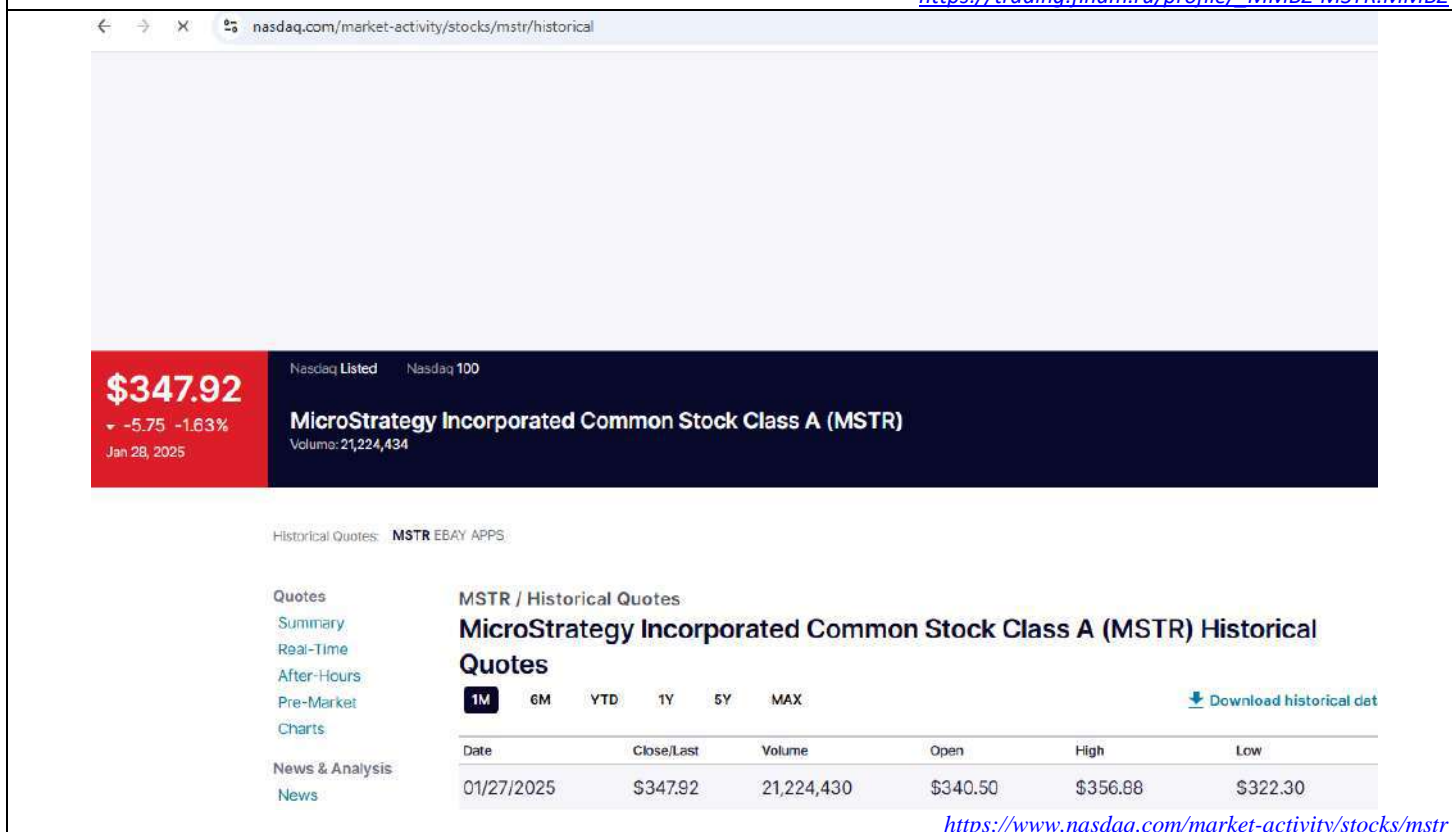 nasdaq.com/market-activity/stocks/mstr/historical
$347.92
-5.75 -1.63%
Jan 28, 2025
Nasdaq Listed Nasdaq 100
MicroStrategy Incorporated Common Stock Class A (MSTR)
Volume: 21,224,434
Historical Quotes: MSTR EBAY APPS
Quotes
Summary
Real-Time
After-Hours
Pre-Market
Charts
News & Analysis
News
MSTR / Historical Quotes
MicroStrategy Incorporated Common Stock Class A (MSTR) Historical
Quotes
1M 6M YTD 1Y 5Y MAX
Download historical dat
Date Close/Last Volume Open High Low
01/27/2025 $347.92 21,224,430 $340.50 $356.88 $322.30
https://www.nasdaq.com/market-activity/stocks/mstr